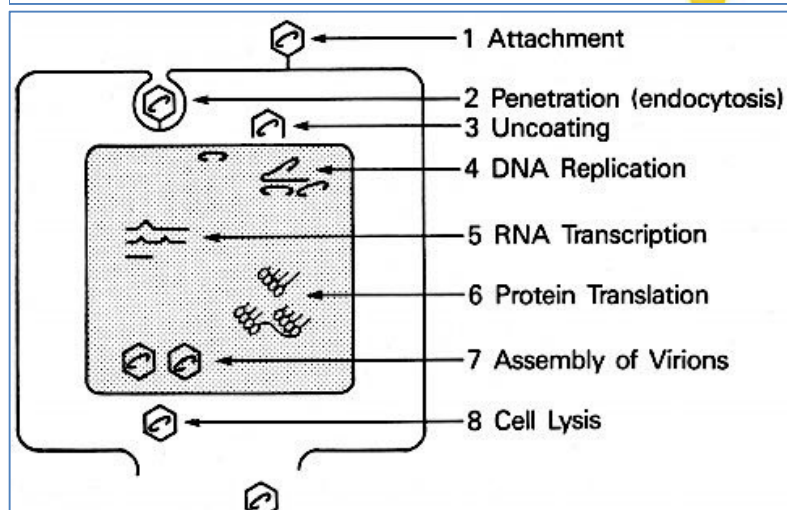 1 Attachment
2 Penetration (endocytosis)
3 Uncoating
4 DNA Replication
5 RNA Transcription
6 Protein Translation
7 Assembly of Virions
8 Cell Lysis